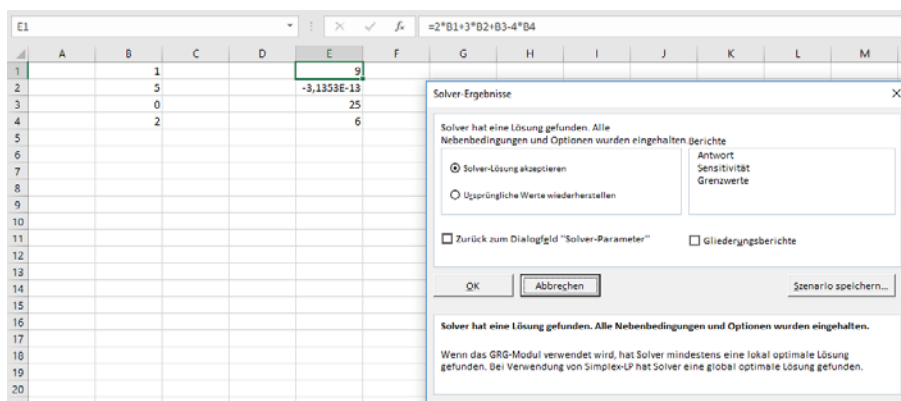 E1 fx =2*B1+3*B2+B3-4*B4
A B C D E F G H I J K L M
1 1 9
2 5 -3,1353E-13
3 0 25
4 2 6
5
6
7
8
9
10
11
12
13
14
15
16
17
18
19
20
Solver-Ergebnisse
Solver hat eine Lösung gefunden. Alle
Nebenbedingungen und Optionen wurden eingehalten.
Berichte
Solver-Lösung akzeptieren
Ursprüngliche Werte wiederherstellen
Antwort
Sensitivität
Grenzwerte
Zurück zum Dialogfeld "Solver-Parameter"
Gliederungsberichte
OK Abbrechen Szenario speichern...
Solver hat eine Lösung gefunden. Alle Nebenbedingungen und Optionen wurden eingehalten.
Wenn das GRG-Modul verwendet wird, hat Solver mindestens eine lokal optimale Lösung
gefunden. Bei Verwendung von Simplex-LP hat Solver eine global optimale Lösung gefunden.